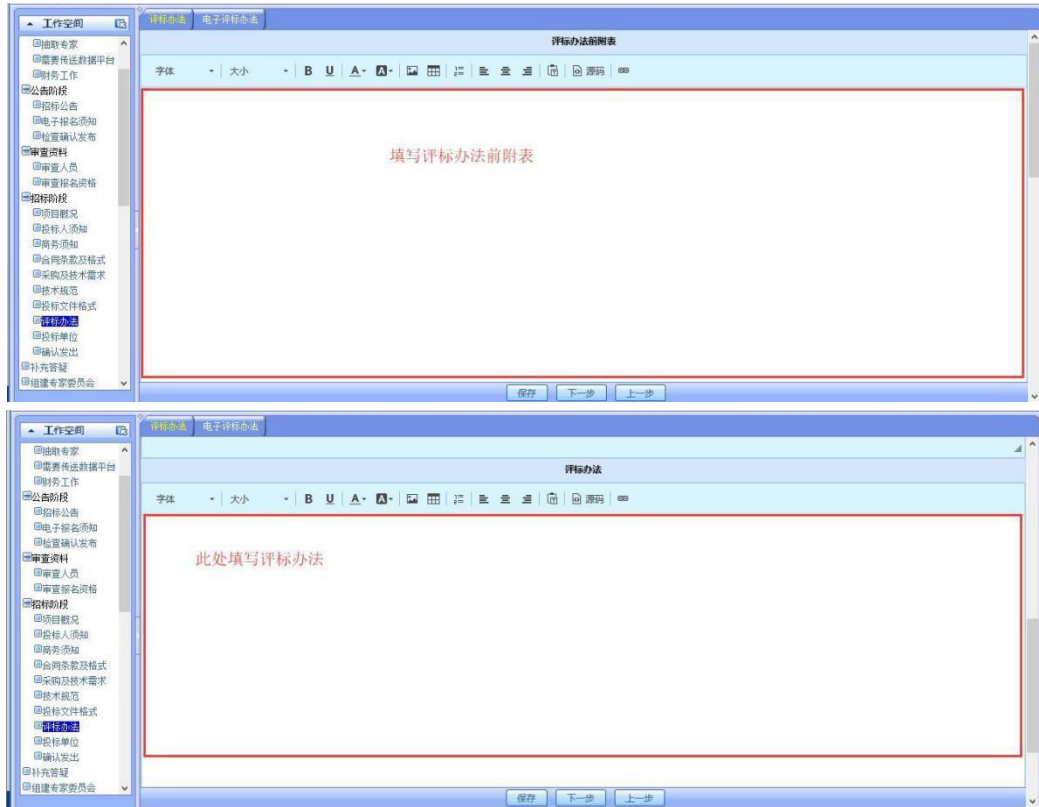 工作空间
评标办法
电子评标办法
抽取专家
需要传送数据平台
财务工作
公告阶段
招标公告
电子报名须知
检查确认发布
审查资料
审查人员
审查报名资格
招标阶段
项目概况
投标人须知
商务须知
合同条款及格式
采购及技术需求
技术规范
投标文件格式
评标办法
投标单位
确认发出
补充答疑
组建专家委员会
评标办法前附表
字体 大小 B U A A 源码
填写评标办法前附表
保存 下一步 上一步
工作空间
评标办法
电子评标办法
抽取专家
需要传送数据平台
财务工作
公告阶段
招标公告
电子报名须知
检查确认发布
审查资料
审查人员
审查报名资格
招标阶段
项目概况
投标人须知
商务须知
合同条款及格式
采购及技术需求
技术规范
投标文件格式
评标办法
投标单位
确认发出
补充答疑
组建专家委员会
评标办法
字体 大小 B U A A 源码
此处填写评标办法
保存 下一步 上一步